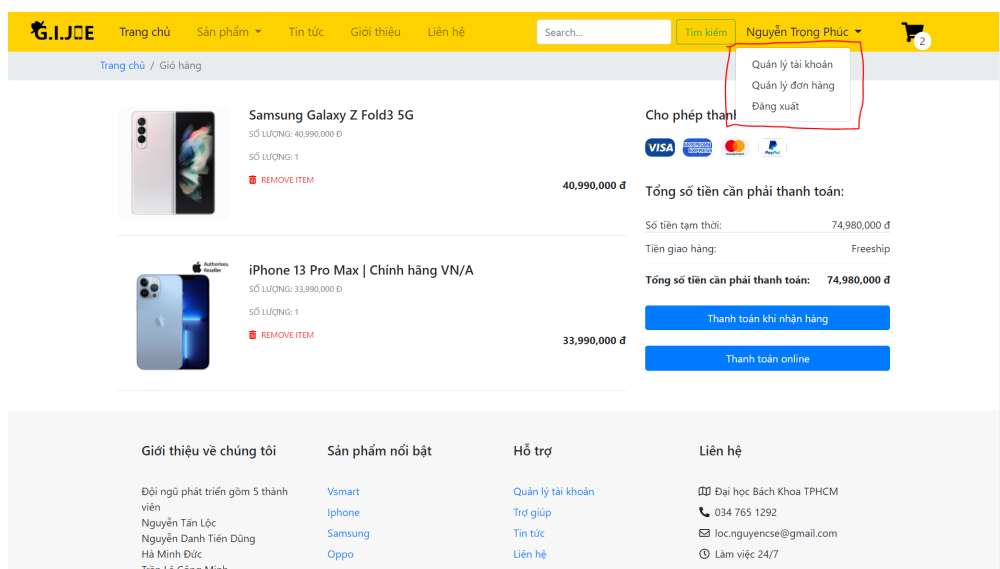 G.I.JOE
Trang chủ
Sản phẩm
Tin tức
Giới thiệu
Liên hệ
Search...
Tìm kiếm
Nguyễn Trọng Phúc
2
Trang chủ / Giỏ hàng
Quản lý tài khoản
Quản lý đơn hàng
Đăng xuất
Samsung Galaxy Z Fold3 5G
SỐ LƯỢNG: 40,990,000 Đ
SỐ LƯỢNG: 1
REMOVE ITEM
40,990,000 đ
Authorised
Reseller
iPhone 13 Pro Max | Chính hãng VN/A
SỐ LƯỢNG: 33,990,000 Đ
SỐ LƯỢNG: 1
REMOVE ITEM
33,990,000 đ
Cho phép thanh
VISA
AMERICAN
EXPRESS
PayPal
Tổng số tiền cần phải thanh toán:
Số tiền tạm thời: 74,980,000 đ
Tiền giao hàng: Freeship
Tổng số tiền cần phải thanh toán: 74,980,000 đ
Thanh toán khi nhận hàng
Thanh toán online
Giới thiệu về chúng tôi
Đội ngũ phát triển gồm 5 thành
viên
Nguyễn Tấn Lộc
Nguyễn Danh Tiến Dũng
Hà Minh Đức
Trần Lê Công Minh
Sản phẩm nổi bật
Vsmart
Iphone
Samsung
Oppo
Hỗ trợ
Quản lý tài khoản
Trợ giúp
Tin tức
Liên hệ
Liên hệ
Đại học Bách Khoa TPHCM
034 765 1292
loc.nguyencse@gmail.com
Làm việc 24/7